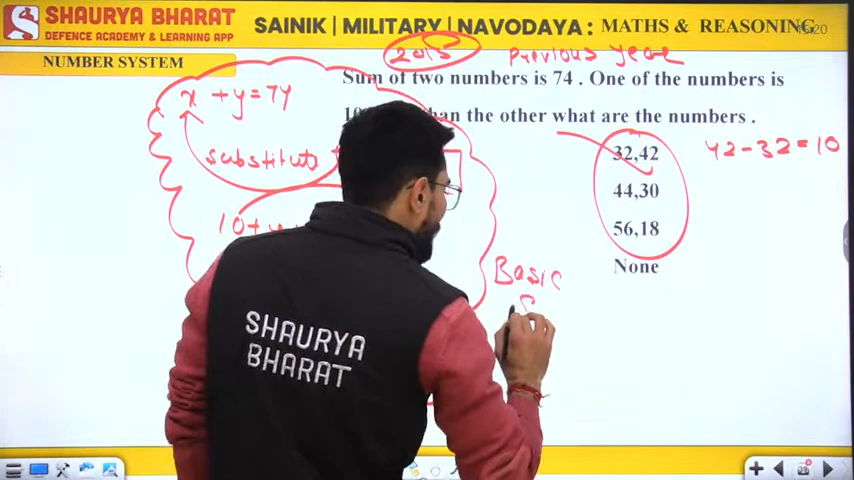 SHAURYA BHARAT
DEFENCE ACADEMY & LEARNING APP
SAINIK | MILITARY | NAVODAYA : MATHS & REASONING
NUMBER SYSTEM
2015 Previous year
Sum of two numbers is 74 . One of the numbers is
than the other what are the numbers .
x + y = 74
substitute
10+
32,42
42-32=10
44,30
56,18
None
Basic
SHAURYA
BHARAT